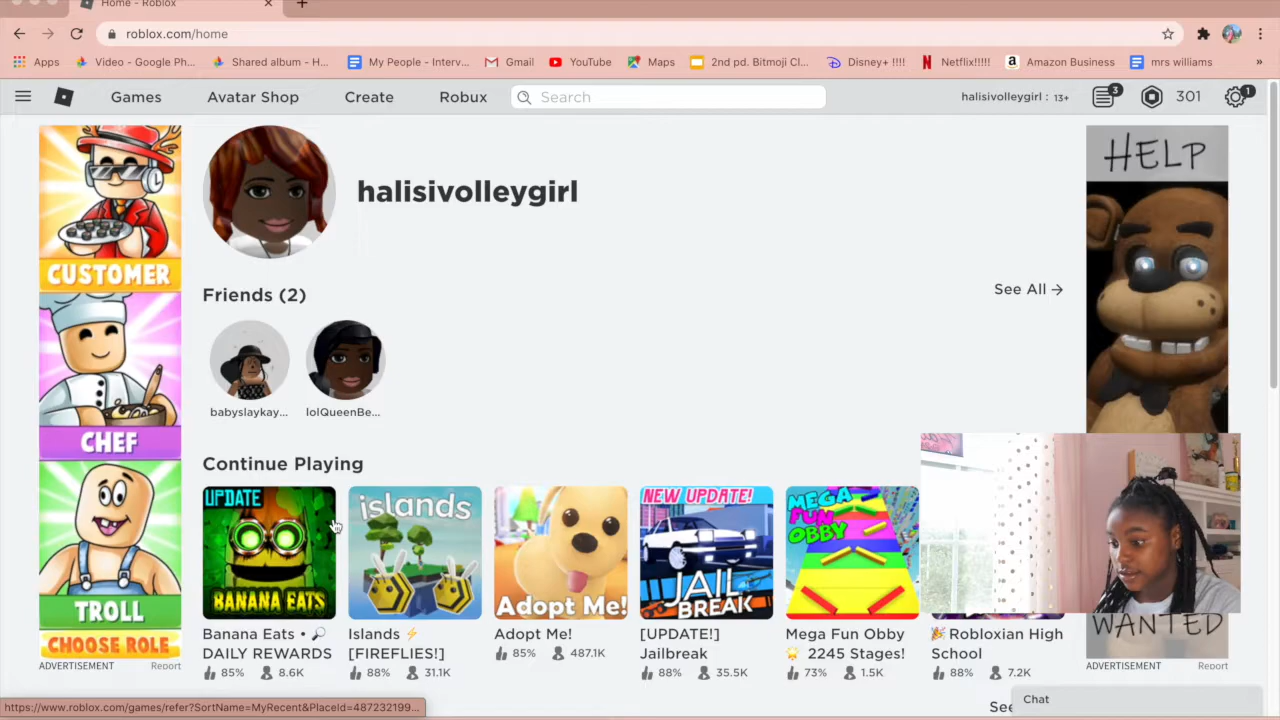 Home - Roblox
roblox.com/home
Apps
Video - Google Ph...
Shared album - H...
My People - Interv...
Gmail
YouTube
Maps
2nd pd. Bitmoji Cl...
Disney+ !!!!
Netflix!!!!!
Amazon Business
mrs williams
»
Games
Avatar Shop
Create
Robux
Search
halisivolleygirl : 13+
3
301
1
halisivolleygirl
CUSTOMER
CHEF
TROLL
CHOOSE ROLE
ADVERTISEMENT
Report
Friends (2)
See All →
babyslaykay...
lolQueenBe...
Continue Playing
UPDATE
BANANA EATS
Banana Eats • 🔎
DAILY REWARDS
85% 8.6K
islands
Islands ⚡
[FIREFLIES!]
88% 31.1K
Adopt Me!
Adopt Me!
85% 487.1K
NEW UPDATE!
JAIL
BREAK
[UPDATE!]
Jailbreak
88% 35.5K
MEGA
FUN
OBBY
Mega Fun Obby
🌟 2245 Stages!
73% 1.5K
🎉 Robloxian High
School
88% 7.2K
HELP
WANTED
ADVERTISEMENT
Report
See
Chat
https://www.roblox.com/games/refer?SortName=MyRecent&PlaceId=487232199...